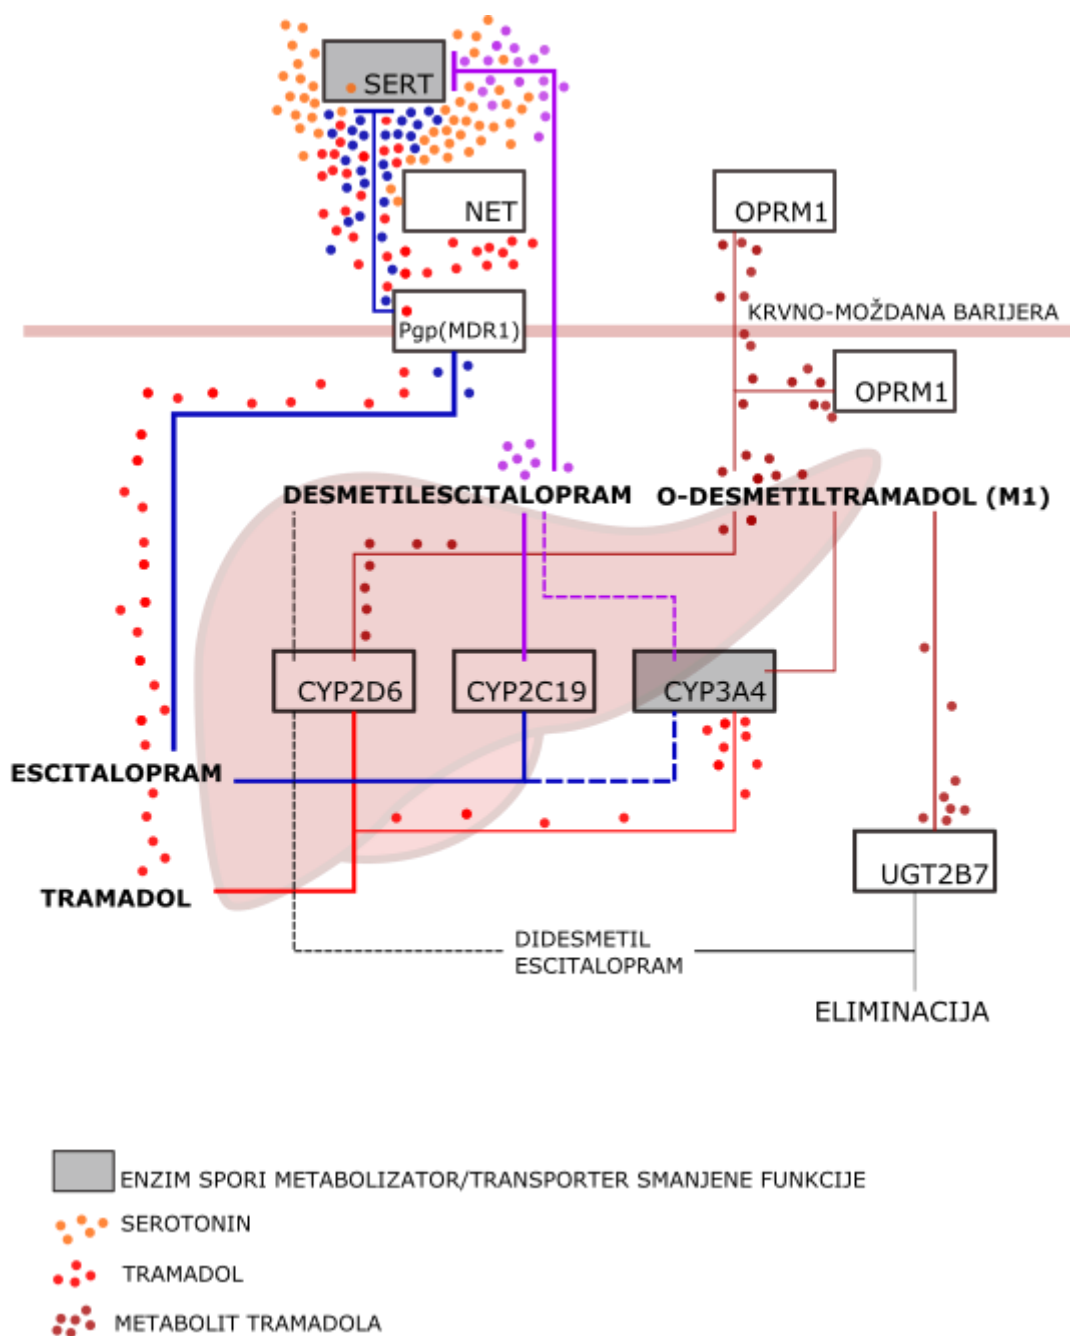 SERT
NET
OPRM1
KRVNO-MOŽDANA BARIJERA
Pgp(MDR1)
OPRM1
DESMETILESCITALOPRAM
O-DESMETILTRAMADOL (M1)
CYP2D6
CYP2C19
CYP3A4
ESCITALOPRAM
TRAMADOL
UGT2B7
DIDESMETIL
ESCITALOPRAM
ELIMINACIJA
ENZIM SPORI METABOLIZATOR/TRANSPORTER SMANJENE FUNKCIJE
SEROTONIN
TRAMADOL
METABOLIT TRAMADOLA